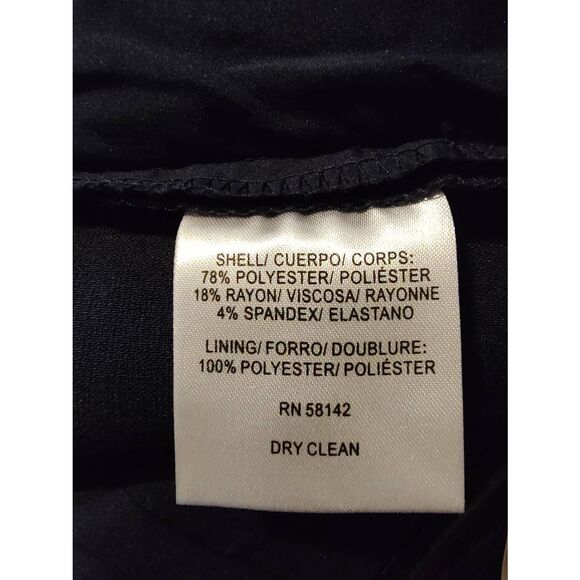 SHELL/ CUERPO/ CORPS:
78% POLYESTER/ POLIÉSTER
18% RAYON/ VISCOSA/ RAYONNE
4% SPANDEX/ ELASTANO
LINING/ FORRO/ DOUBLURE:
100% POLYESTER/ POLIÉSTER
RN 58142
DRY CLEAN